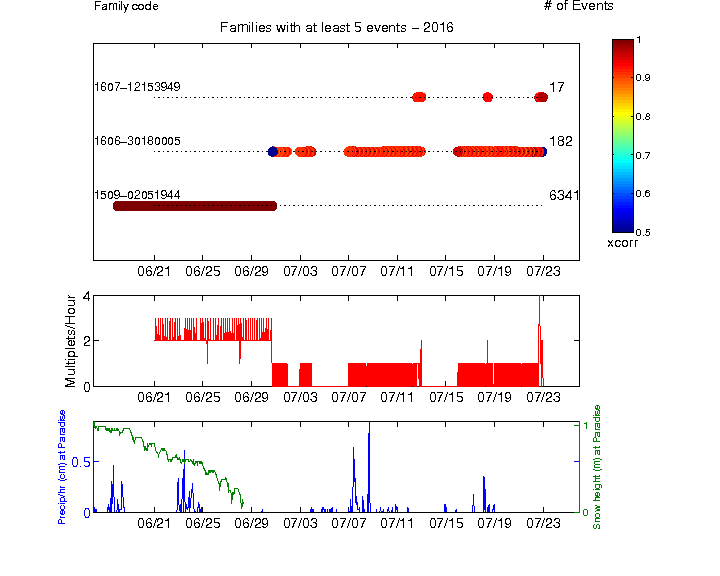 Family code
# of Events
Families with at least 5 events – 2016
1607–12153949
17
1606–30180005
182
1509–02051944
6341
06/21 06/25 06/29 07/03 07/07 07/11 07/15 07/19 07/23
1
0.9
0.8
0.7
0.6
0.5
xcorr
Multiplets/Hour
4
2
0
06/21 06/25 06/29 07/03 07/07 07/11 07/15 07/19 07/23
Precip/hr (cm) at Paradise
0.5
0
1
0
Snow height (m) at Paradise
06/21 06/25 06/29 07/03 07/07 07/11 07/15 07/19 07/23